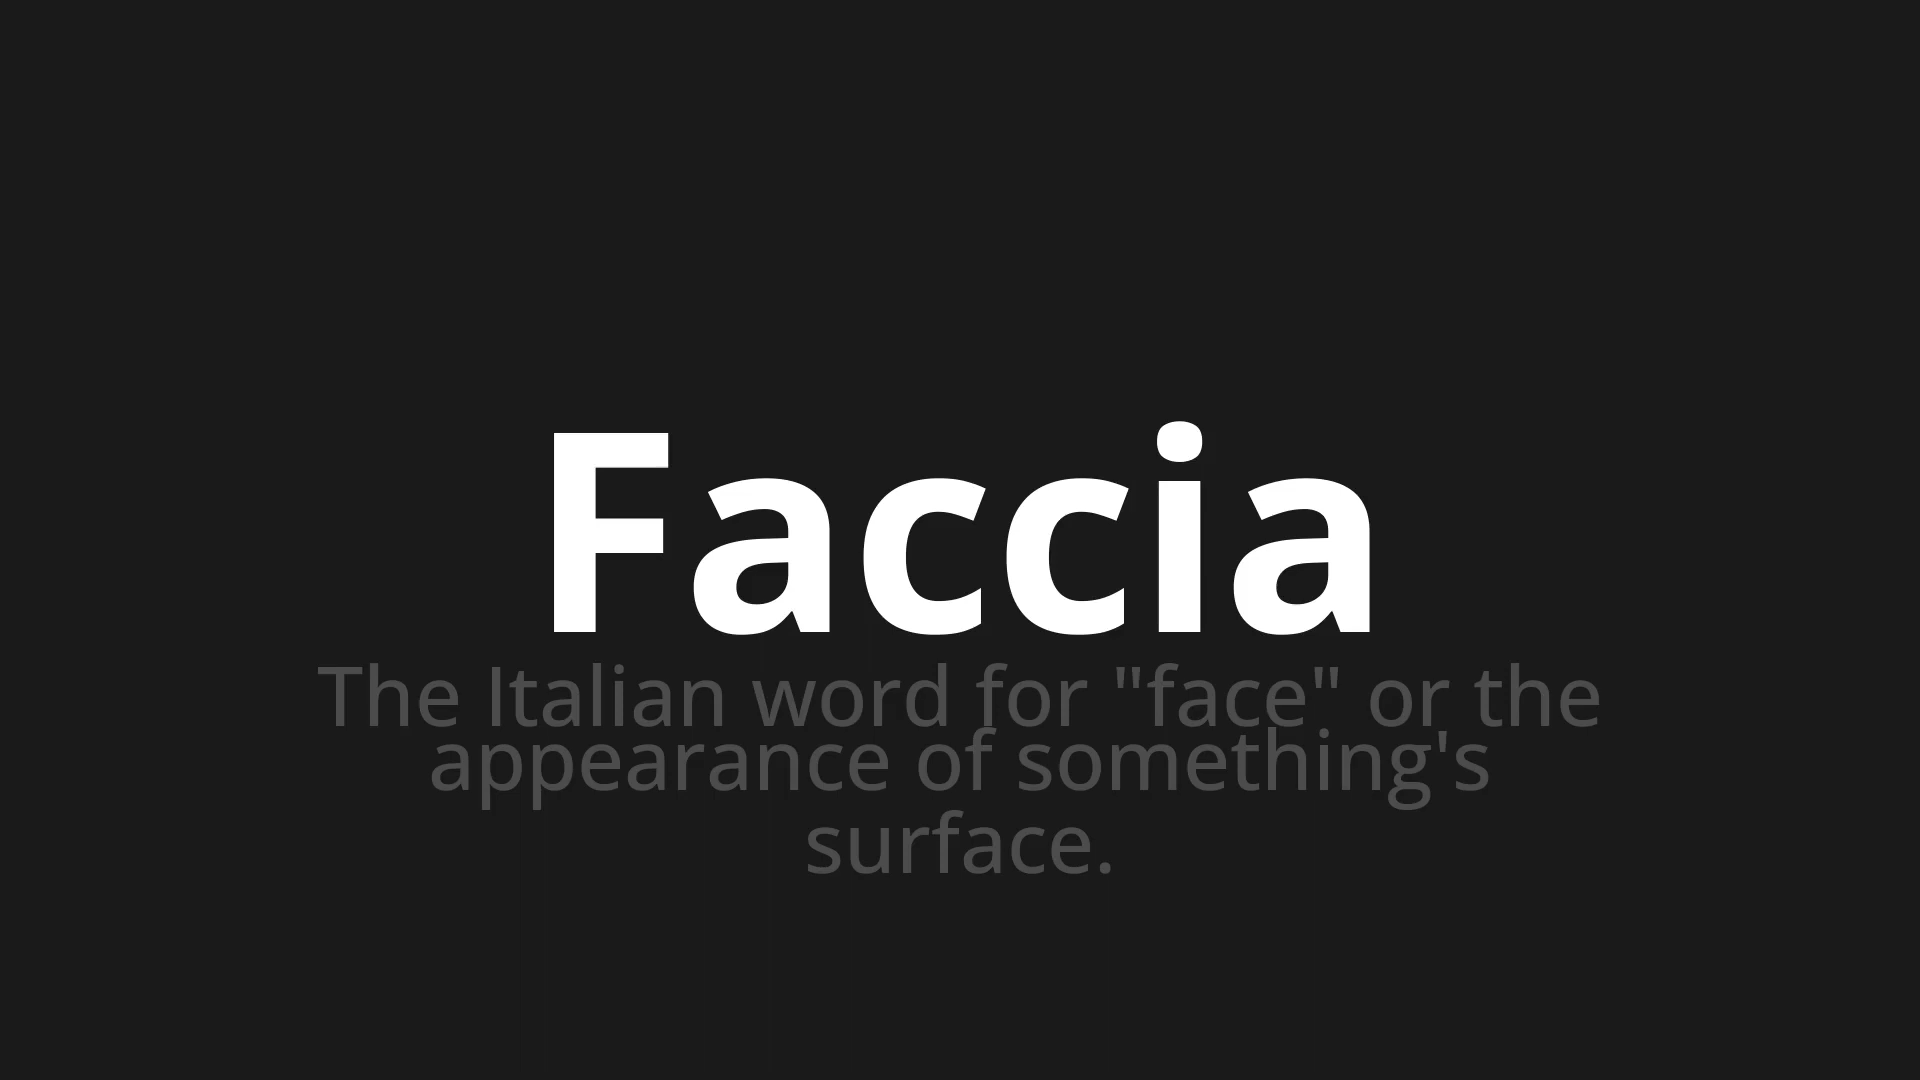 Faccia
The Italian word for "face" or the
appearance of something's
surface.